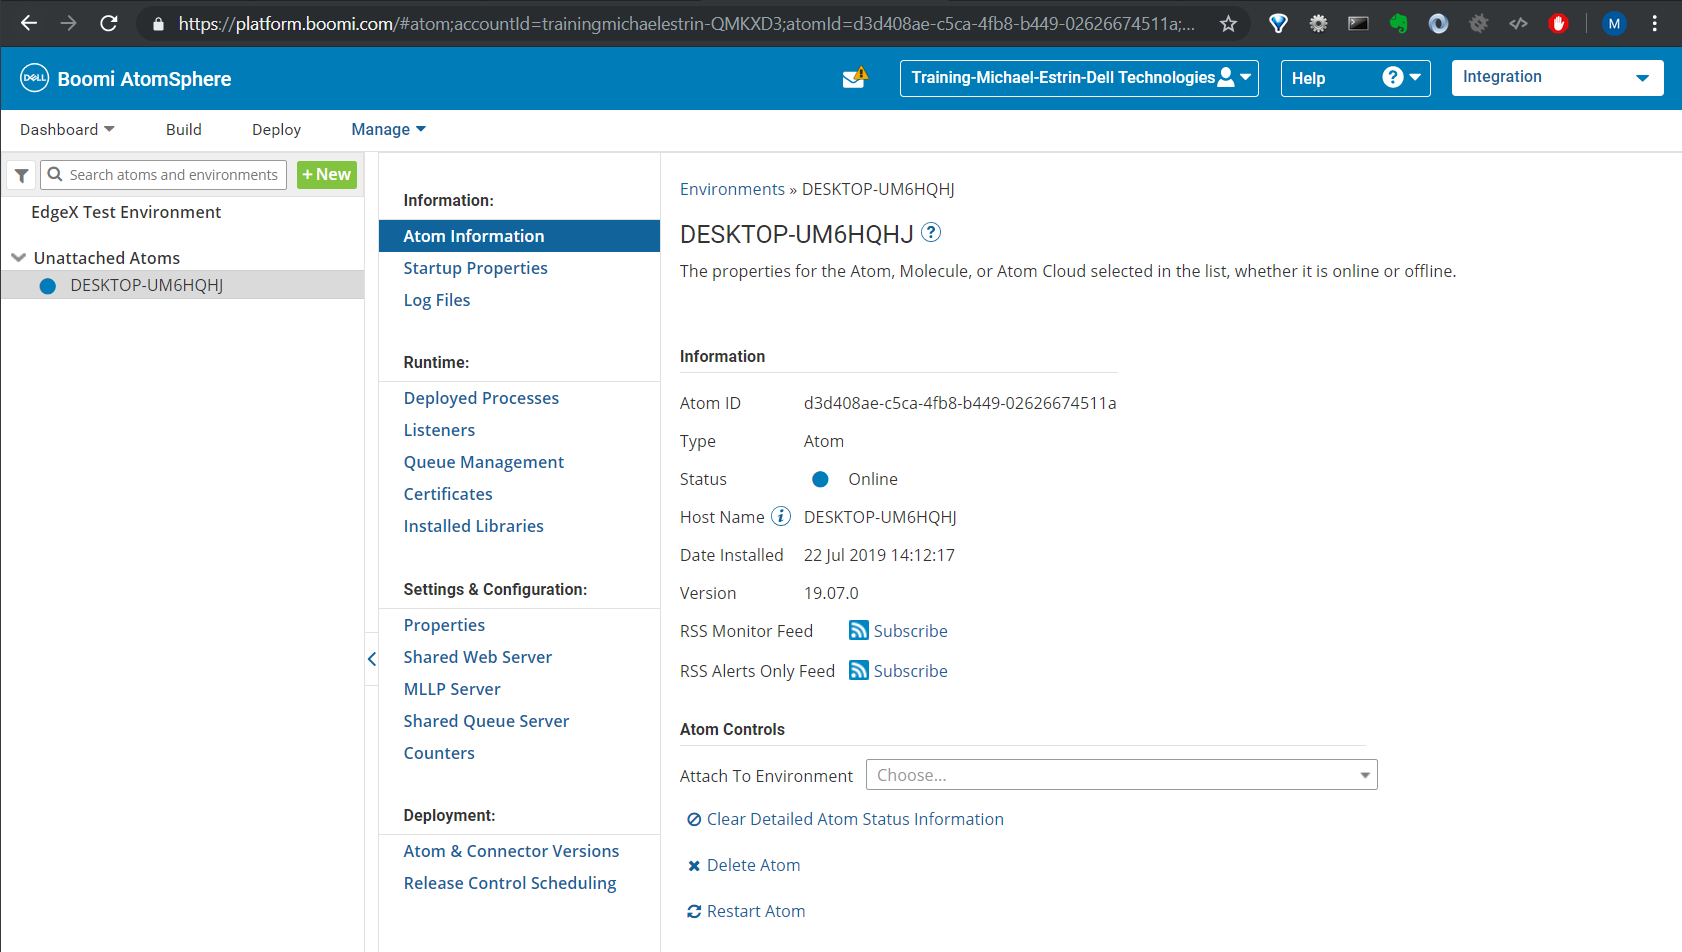 https://platform.boomi.com/#atom;accountId=trainingmichaelestrin-QMKXD3;atomId=d3d408ae-c5ca-4fb8-b449-02626674511a;...
M
DELL Boomi AtomSphere
Training-Michael-Estrin-Dell Technologies
Help ?
Integration
Dashboard Build Deploy Manage
Search atoms and environments
+ New
EdgeX Test Environment
Unattached Atoms
DESKTOP-UM6HQHJ
Information:
Atom Information
Startup Properties
Log Files
Runtime:
Deployed Processes
Listeners
Queue Management
Certificates
Installed Libraries
Settings & Configuration:
Properties
Shared Web Server
MLLP Server
Shared Queue Server
Counters
Deployment:
Atom & Connector Versions
Release Control Scheduling
Environments » DESKTOP-UM6HQHJ
DESKTOP-UM6HQHJ ?
The properties for the Atom, Molecule, or Atom Cloud selected in the list, whether it is online or offline.
Information
Atom ID d3d408ae-c5ca-4fb8-b449-02626674511a
Type Atom
Status Online
Host Name i DESKTOP-UM6HQHJ
Date Installed 22 Jul 2019 14:12:17
Version 19.07.0
RSS Monitor Feed Subscribe
RSS Alerts Only Feed Subscribe
Atom Controls
Attach To Environment Choose...
Clear Detailed Atom Status Information
Delete Atom
Restart Atom